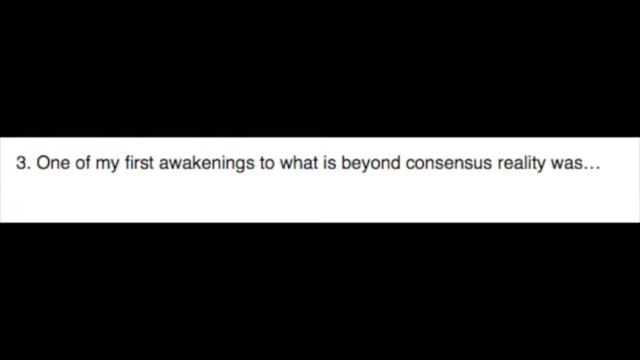 3. One of my first awakenings to what is beyond consensus reality was…